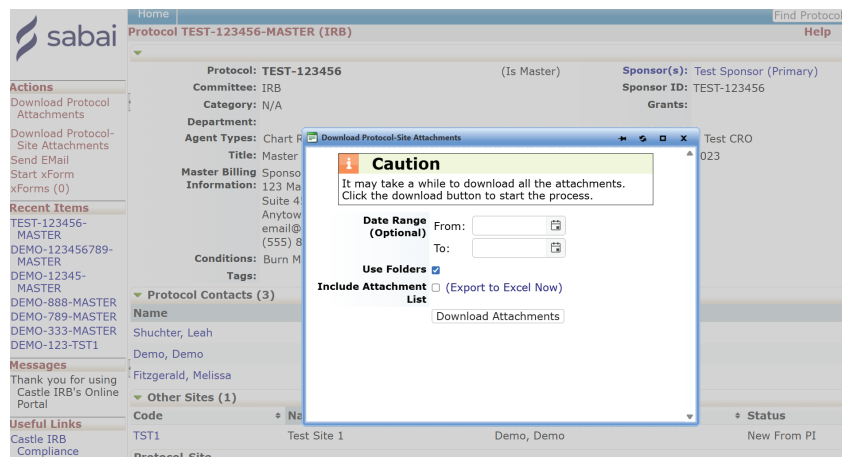 Home
Find Protocol
sabai
Protocol TEST-123456-MASTER (IRB)
Help
Protocol: TEST-123456
(Is Master)
Sponsor(s): Test Sponsor (Primary)
Actions
Committee: IRB
Sponsor ID: TEST-123456
Download Protocol
Attachments
Category: N/A
Grants:
Department:
Download Protocol-
Site Attachments
Agent Types: Chart R
Test CRO
Send EMail
Title: Master
023
Start xForm
Master Billing
Information:
Sponso
xForms (0)
123 Ma
Recent Items
Suite 4
TEST-123456-
MASTER
Anytow
email@
DEMO-123456789-
MASTER
(555) 8
Conditions: Burn M
DEMO-12345-
MASTER
Tags:
DEMO-888-MASTER
DEMO-789-MASTER
DEMO-333-MASTER
DEMO-123-TST1
Messages
Thank you for using
Castle IRB's Online
Portal
Useful Links
Castle IRB
Compliance
Protocol Contacts (3)
Name
Shuchter, Leah
Demo, Demo
Fitzgerald, Melissa
Other Sites (1)
Code
Na
Status
TST1
Test Site 1
Demo, Demo
New From PI
Protocol-Site
Download Protocol-Site Attachments
Caution
It may take a while to download all the attachments.
Click the download button to start the process.
Date Range
(Optional)
From:
To:
Use Folders
Include Attachment
List
(Export to Excel Now)
Download Attachments